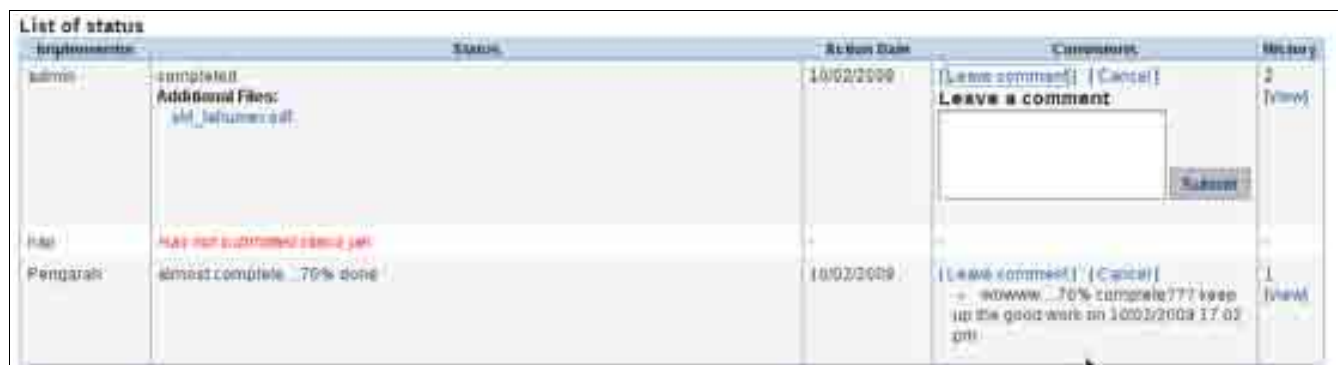 List of status
Implementor Status Action Date Comments History
admin completed 10/02/2009 [Leave comment] [Cancel] 2
Additional Files: Leave a comment [View]
Submit
has not submitted status yet - - -
Pengarah almost complete...70% done 10/02/2009 [Leave comment] [Cancel] 1
wowww...70% complete??? keep [View]
up the good work on 10/02/2009 17:02
pm